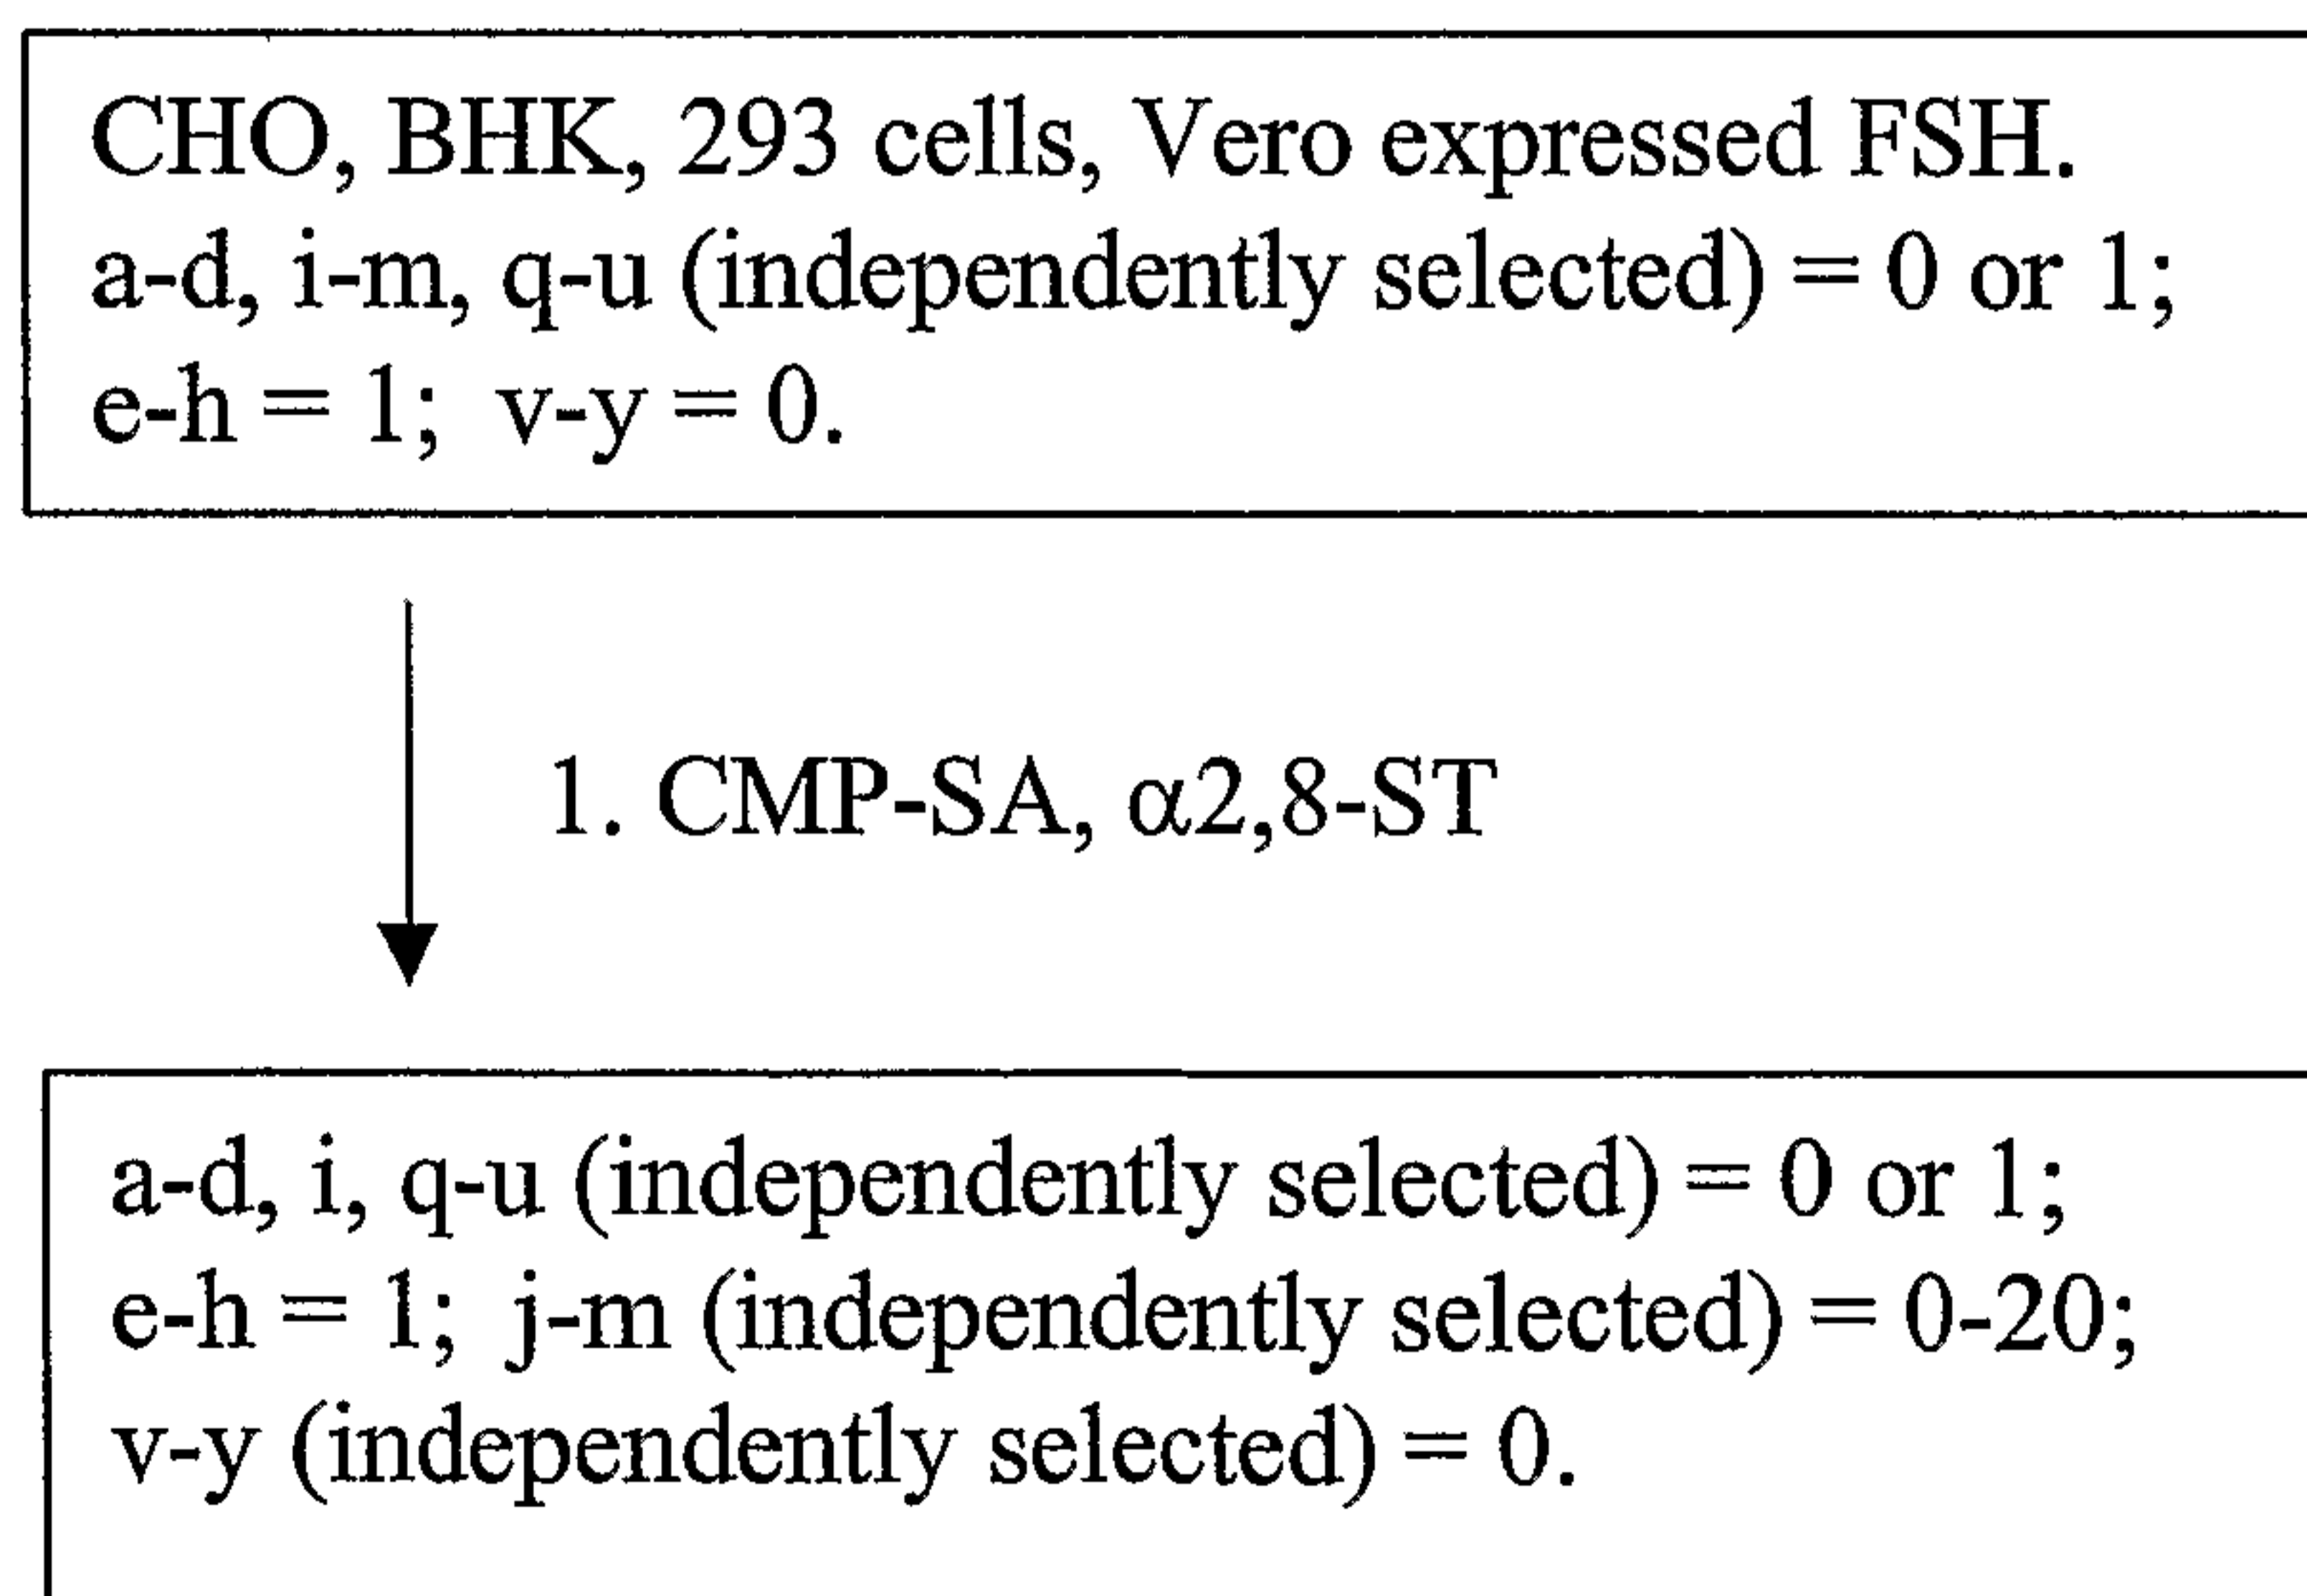 CHO, BHK, 293 cells, Vero expressed FSH.
a-d, i-m, q-u (independently selected) = 0 or 1;
e-h = 1; v-y = 0.
1. CMP-SA, α2,8-ST
a-d, i, q-u (independently selected) = 0 or 1;
e-h = 1; j-m (independently selected) = 0-20;
v-y (independently selected) = 0.